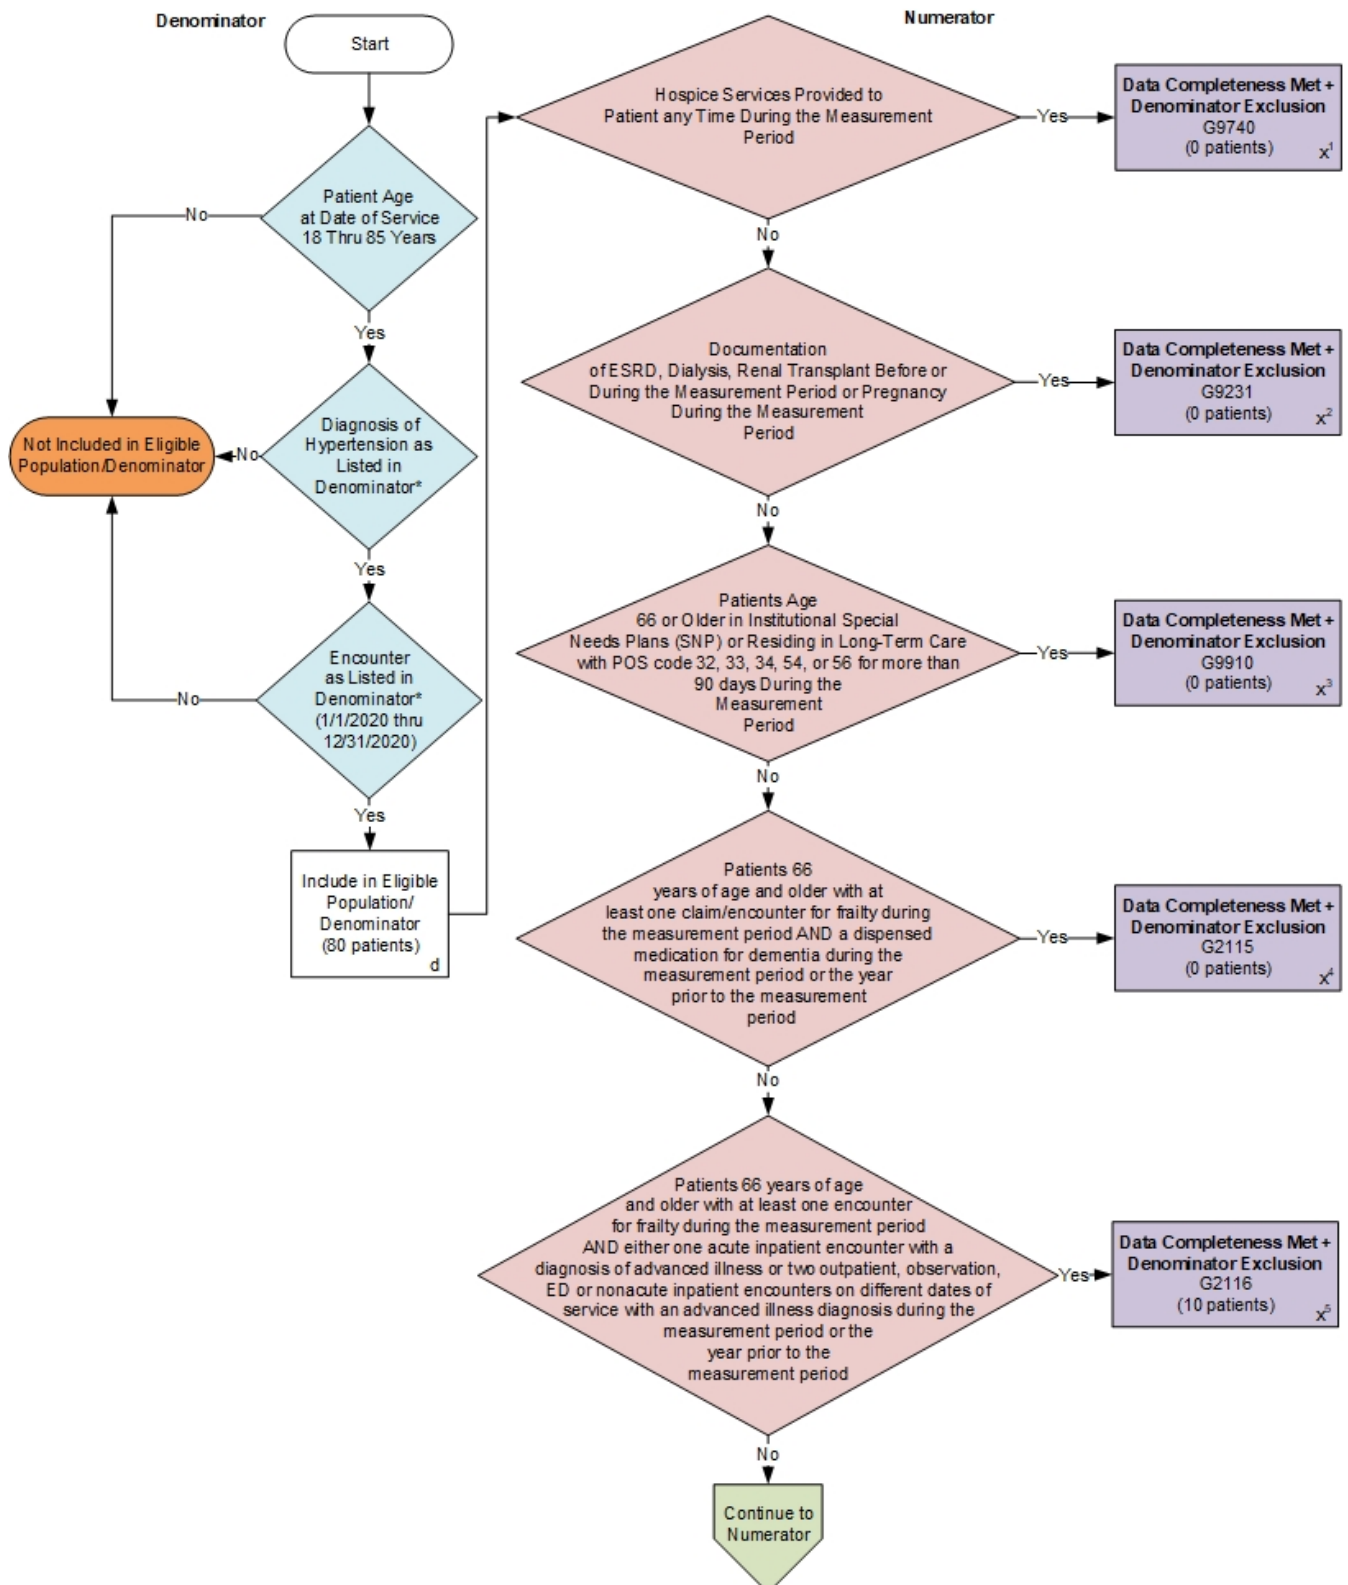 Denominator
Start
Patient Age
at Date of Service
18 Thru 85 Years
No
Yes
Diagnosis of
Hypertension as
Listed in
Denominator*
No
Not Included in Eligible
Population/Denominator
Yes
Encounter
as Listed in
Denominator*
(1/1/2020 thru
12/31/2020)
No
Yes
Include in Eligible
Population/
Denominator
(80 patients)
d
Numerator
Hospice Services Provided to
Patient any Time During the Measurement
Period
Yes
Data Completeness Met +
Denominator Exclusion
G9740
(0 patients)
x¹
No
Documentation
of ESRD, Dialysis, Renal Transplant Before or
During the Measurement Period or Pregnancy
During the Measurement
Period
Yes
Data Completeness Met +
Denominator Exclusion
G9231
(0 patients)
x²
No
Patients Age
66 or Older in Institutional Special
Needs Plans (SNP) or Residing in Long-Term Care
with POS code 32, 33, 34, 54, or 56 for more than
90 days During the
Measurement
Period
Yes
Data Completeness Met +
Denominator Exclusion
G9910
(0 patients)
x³
No
Patients 66
years of age and older with at
least one claim/encounter for frailty during
the measurement period AND a dispensed
medication for dementia during the
measurement period or the year
prior to the measurement
period
Yes
Data Completeness Met +
Denominator Exclusion
G2115
(0 patients)
x⁴
No
Patients 66 years of age
and older with at least one encounter
for frailty during the measurement period
AND either one acute inpatient encounter with a
diagnosis of advanced illness or two outpatient, observation,
ED or nonacute inpatient encounters on different dates of
service with an advanced illness diagnosis during the
measurement period or the
year prior to the
measurement period
Yes
Data Completeness Met +
Denominator Exclusion
G2116
(10 patients)
x⁵
No
Continue to
Numerator